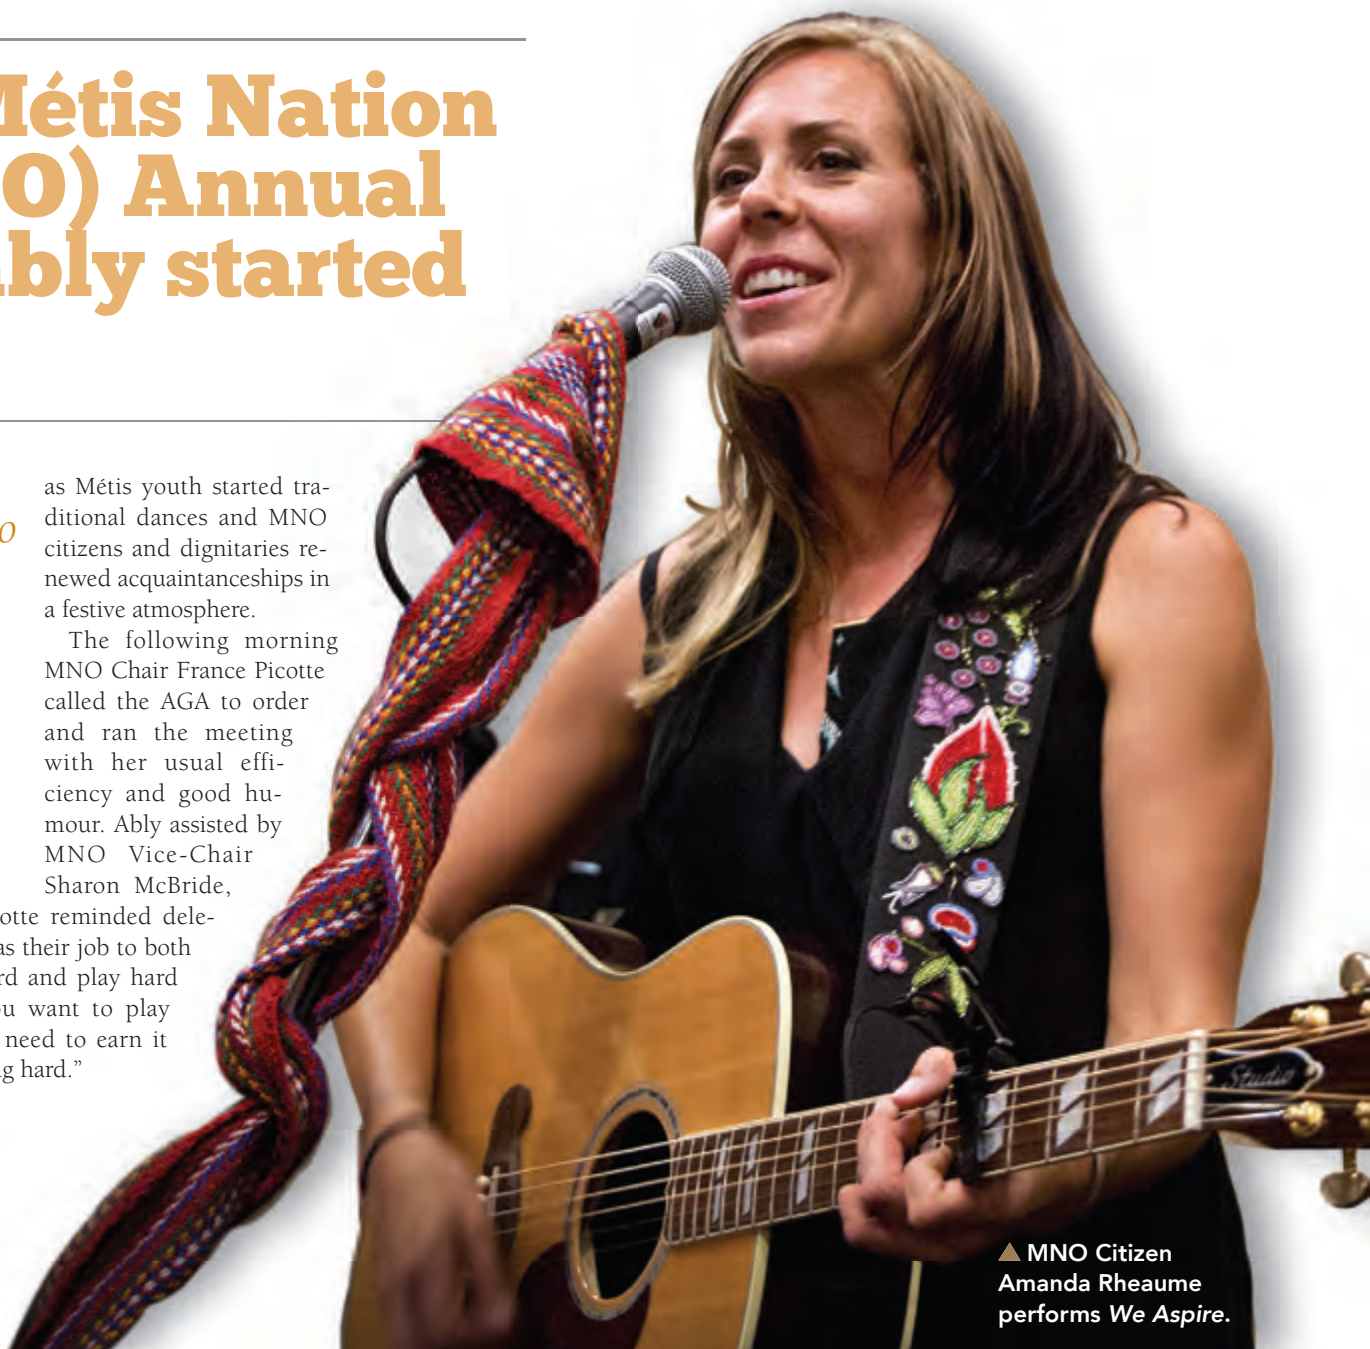 Métis Nation
O) Annual
ably started
as Métis youth started tra-
ditional dances and MNO
citizens and dignitaries re-
newed acquaintanceships in
a festive atmosphere.
The following morning
MNO Chair France Picotte
called the AGA to order
and ran the meeting
with her usual effi-
ciency and good hu-
mour. Ably assisted by
MNO Vice-Chair
Sharon McBride,
otte reminded dele-
as their job to both
rd and play hard
ou want to play
need to earn it
g hard.”
Studio
▲ MNO Citizen
Amanda Rheaume
performs We Aspire.